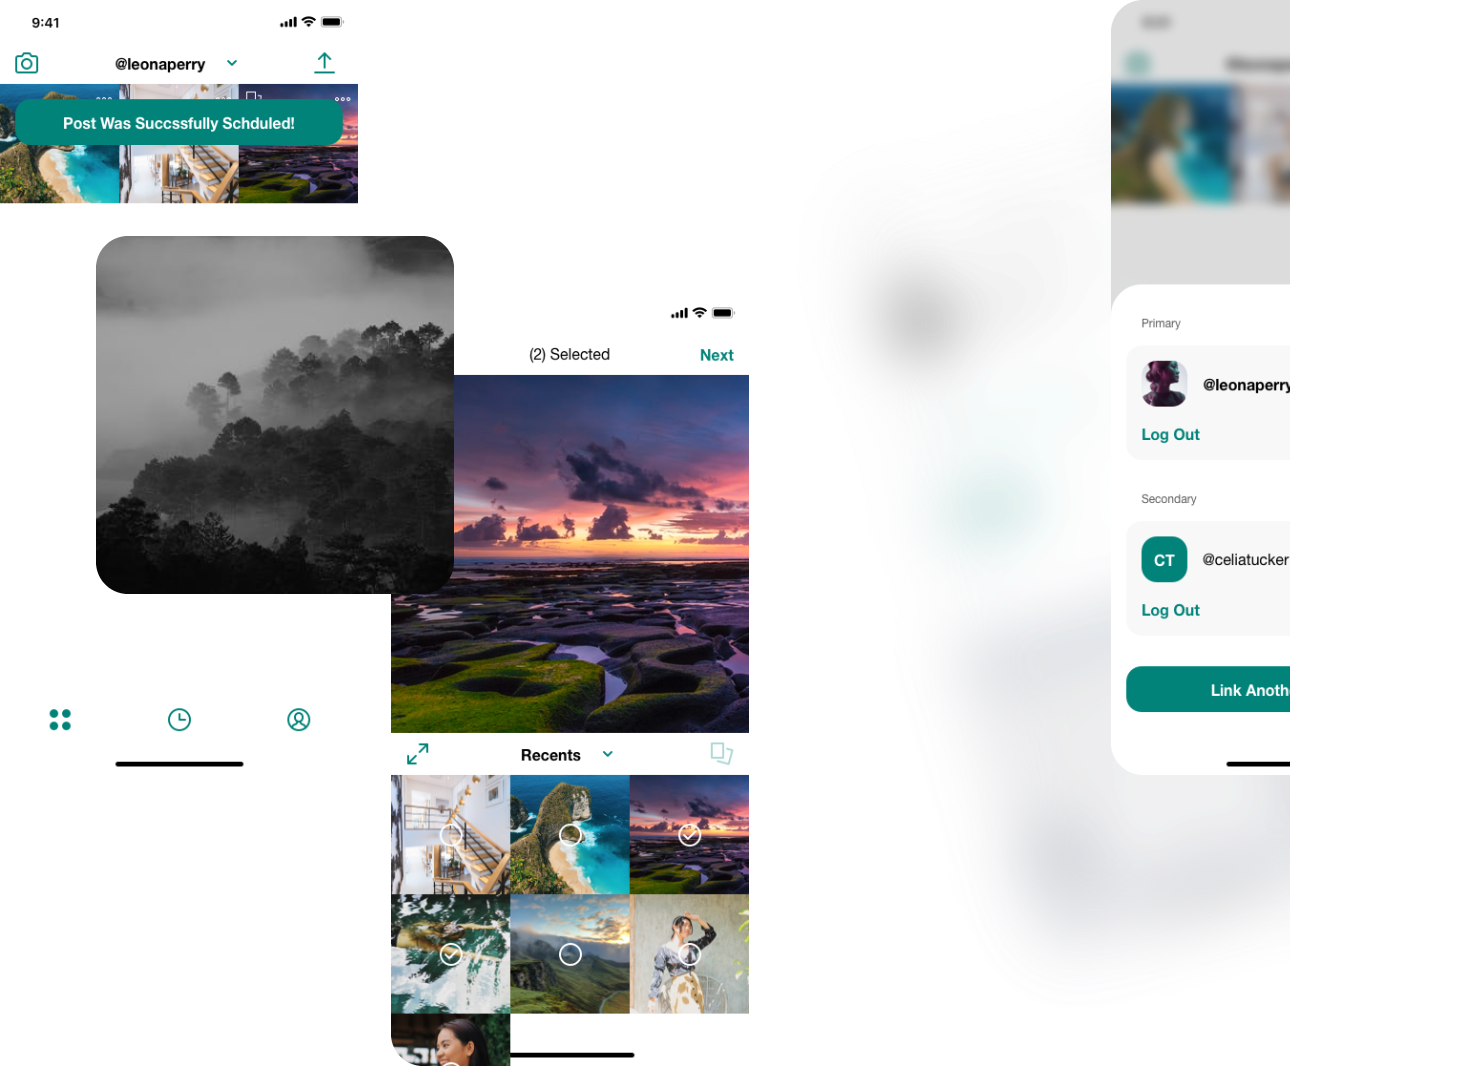 9:41
@leonaperry
Post Was Succssfully Schduled!
(2) Selected
Next
Recents
Primary
@leonaperry
Log Out
Secondary
CT
@celiatucker
Log Out
Link Anoth